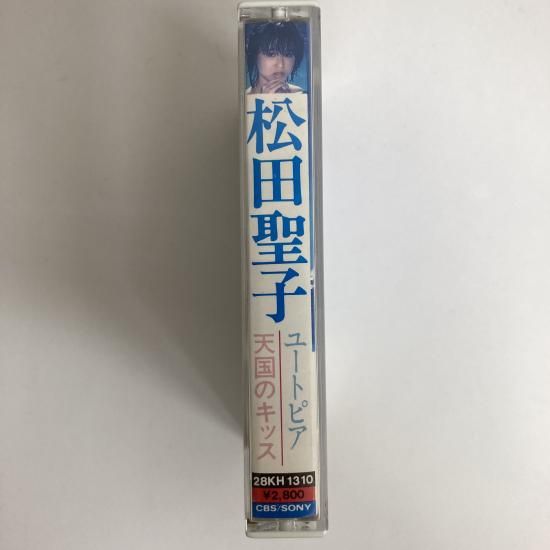 松田聖子
ユートピア
天国のキッス
28KH 1310
¥2,800
CBS/SONY